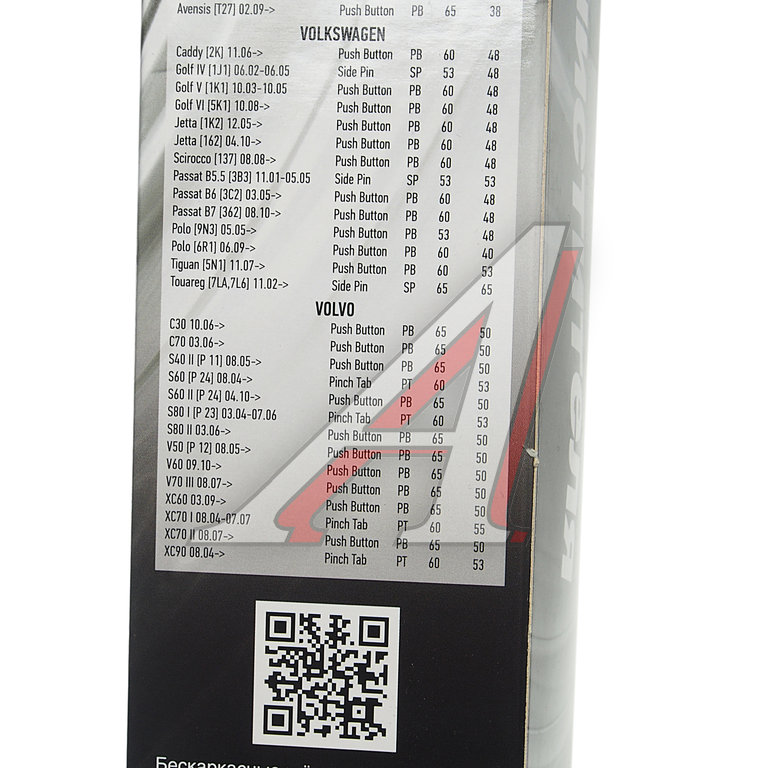 Avensis [T27] 02.09-> Push Button PB 65 38
VOLKSWAGEN
Caddy [2K] 11.06-> Push Button PB 60 48
Golf IV [1J1] 06.02-06.05 Side Pin SP 53 48
Golf V [1K1] 10.03-10.05 Push Button PB 60 48
Golf VI [5K1] 10.08-> Push Button PB 60 48
Jetta [1K2] 12.05-> Push Button PB 60 48
Jetta [162] 04.10-> Push Button PB 60 48
Scirocco [137] 08.08-> Push Button PB 60 48
Passat B5.5 [3B3] 11.01-05.05 Side Pin SP 53 53
Passat B6 [3C2] 03.05-> Push Button PB 60 48
Passat B7 [362] 08.10-> Push Button PB 60 48
Polo [9N3] 05.05-> Push Button PB 53 48
Polo [6R1] 06.09-> Push Button PB 60 40
Tiguan [5N1] 11.07-> Push Button PB 60 53
Touareg [7LA,7L6] 11.02-> Side Pin SP 65 65
VOLVO
C30 10.06-> Push Button PB 65 50
C70 03.06-> Push Button PB 65 50
S40 II [P 11] 08.05-> Push Button PB 65 50
S60 [P 24] 08.04-> Pinch Tab PT 60 53
S60 II [P 24] 04.10-> Push Button PB 65 50
S80 I [P 23] 03.04-07.06 Pinch Tab PT 60 53
S80 II 03.06-> Push Button PB 65 50
V50 [P 12] 08.05-> Push Button PB 65 50
V60 09.10-> Push Button PB 65 50
V70 III 08.07-> Push Button PB 65 50
XC60 03.09-> Push Button PB 65 50
XC70 I 08.04-07.07 Pinch Tab PT 60 55
XC70 II 08.07-> Push Button PB 65 50
XC90 08.04-> Pinch Tab PT 60 53